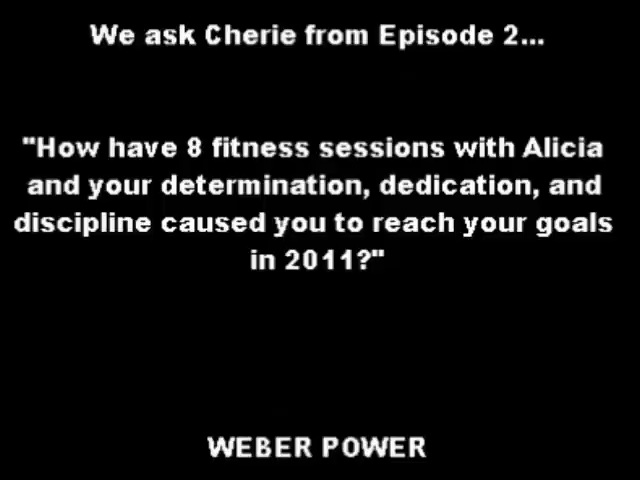 We ask Cherie from Episode 2...
"How have 8 fitness sessions with Alicia
and your determination, dedication, and
discipline caused you to reach your goals
in 2011?"
WEBER POWER